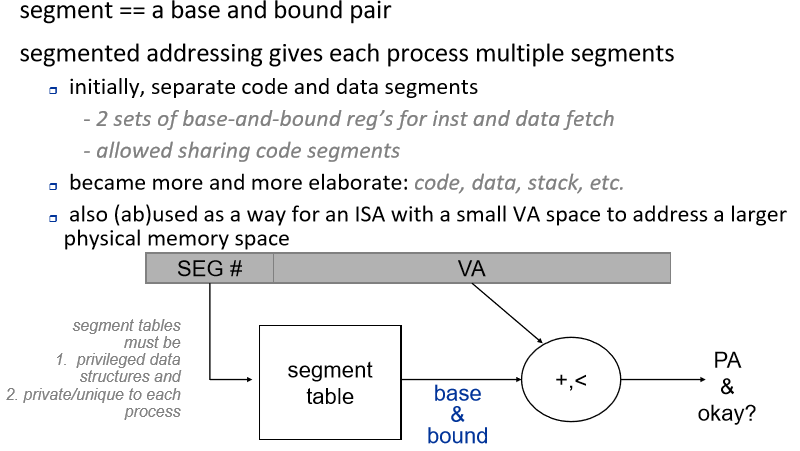 segment == a base and bound pair
segmented addressing gives each process multiple segments
initially, separate code and data segments
- 2 sets of base-and-bound reg's for inst and data fetch
- allowed sharing code segments
became more and more elaborate: code, data, stack, etc.
also (ab)used as a way for an ISA with a small VA space to address a larger
physical memory space
SEG #
VA
segment tables
must be
1. privileged data
structures and
2. private/unique to each
process
segment
table
base
&
bound
+,<
PA
&
okay?